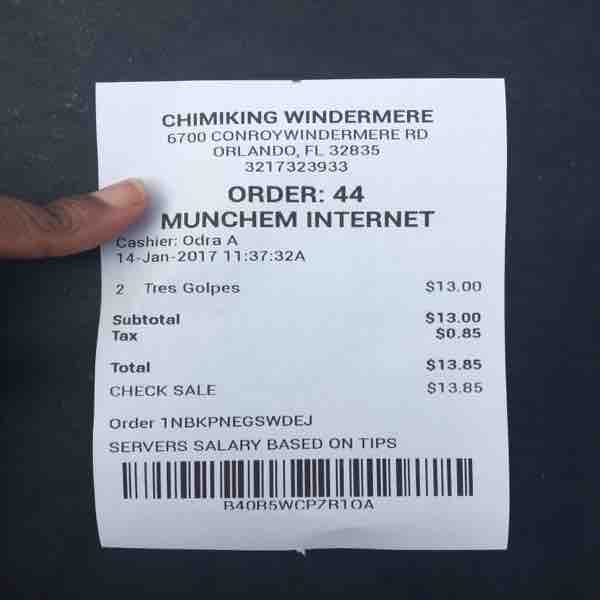 CHIMIKING WINDERMERE
6700 CONROYWINDERMERE RD
ORLANDO, FL 32835
3217323933
ORDER: 44
MUNCHEM INTERNET
Cashier: Odra A
14-Jan-2017 11:37:32A
2 Tres Golpes $13.00
Subtotal $13.00
Tax $0.85
Total $13.85
CHECK SALE $13.85
Order 1NBKPNEGSWDEJ
SERVERS SALARY BASED ON TIPS
B40R5WCPZR1QA